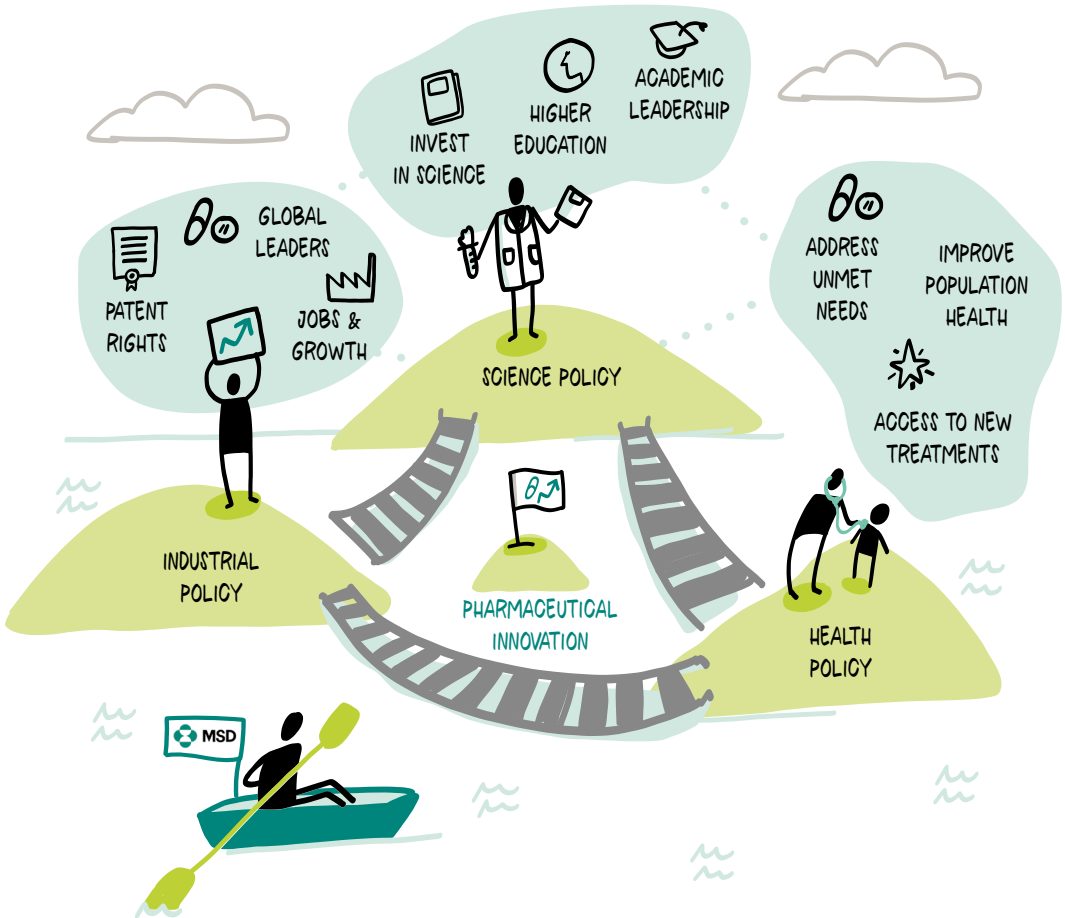 ACADEMIC
LEADERSHIP
HIGHER
EDUCATION
INVEST
IN SCIENCE
GLOBAL
LEADERS
PATENT
RIGHTS
JOBS &
GROWTH
ADDRESS
UNMET
NEEDS
IMPROVE
POPULATION
HEALTH
ACCESS TO NEW
TREATMENTS
SCIENCE POLICY
INDUSTRIAL
POLICY
PHARMACEUTICAL
INNOVATION
HEALTH
POLICY
MSD